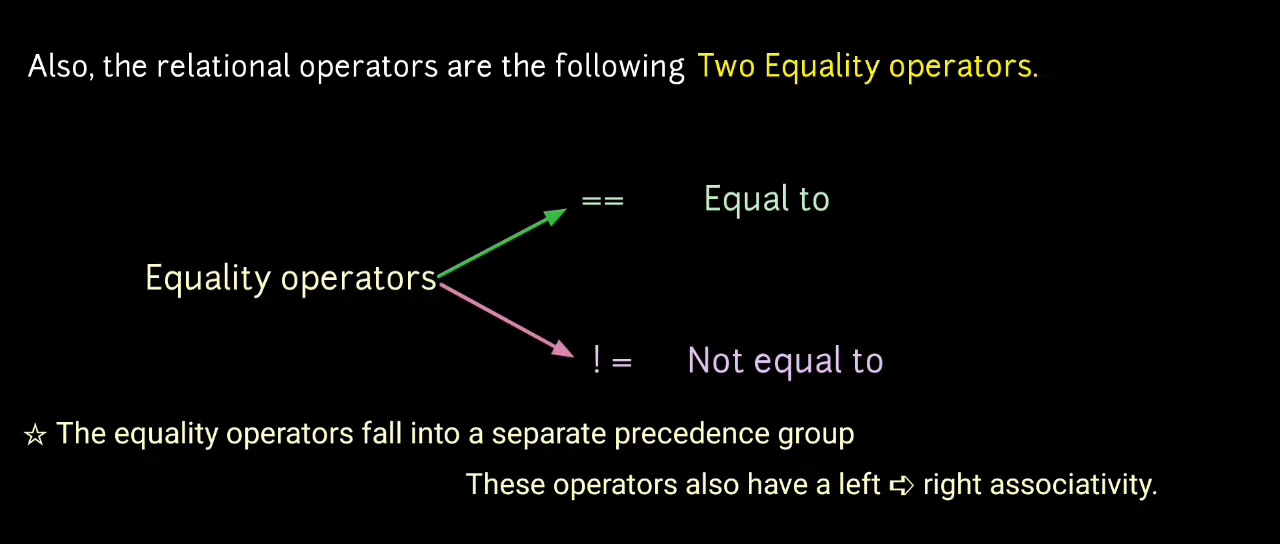 Also, the relational operators are the following Two Equality operators.
== Equal to
Equality operators
! = Not equal to
☆ The equality operators fall into a separate precedence group
These operators also have a left ➪ right associativity.